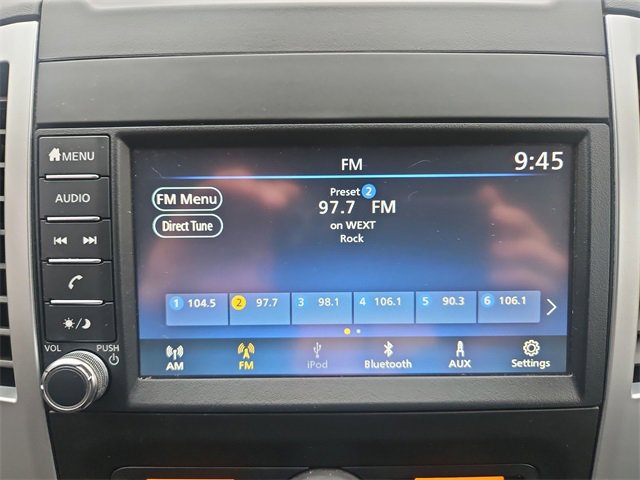 MENU
AUDIO
VOL PUSH
FM 9:45
FM Menu
Direct Tune
Preset 2
97.7 FM
on WEXT
Rock
1 104.5 2 97.7 3 98.1 4 106.1 5 90.3 6 106.1
AM FM iPod Bluetooth AUX Settings